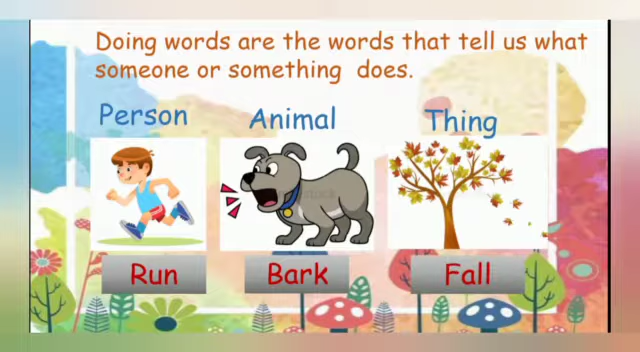 Doing words are the words that tell us what
someone or something does.
Person Animal Thing
Run Bark Fall